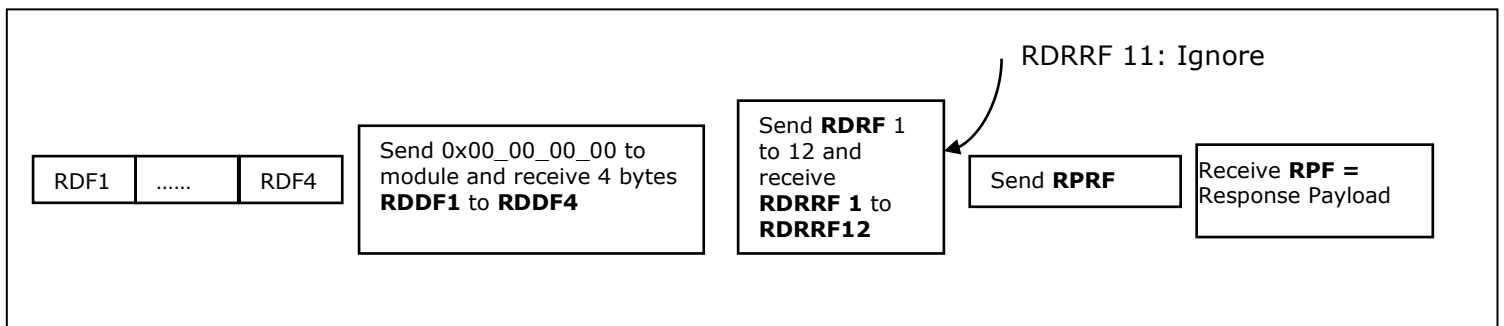 RDRRF 11: Ignore
RDF1
……
RDF4
Send 0x00_00_00_00 to
module and receive 4 bytes
RDDF1 to RDDF4
Send RDRF 1
to 12 and
receive
RDRRF 1 to
RDRRF12
Send RPRF
Receive RPF =
Response Payload